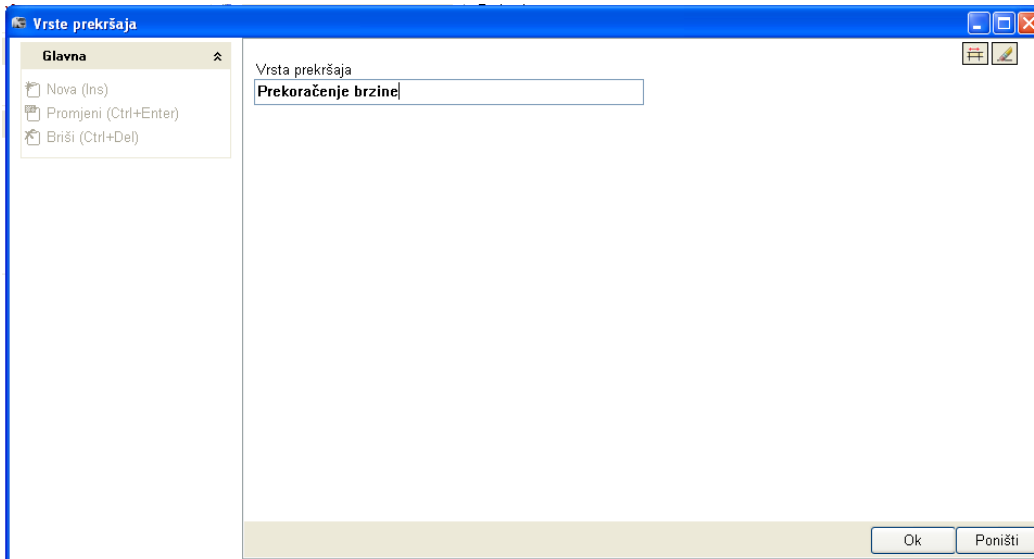 Vrste prekršaja
Glavna
Nova (Ins)
Promjeni (Ctrl+Enter)
Briši (Ctrl+Del)
Vrsta prekršaja
Prekoračenje brzine
Ok
Poništi